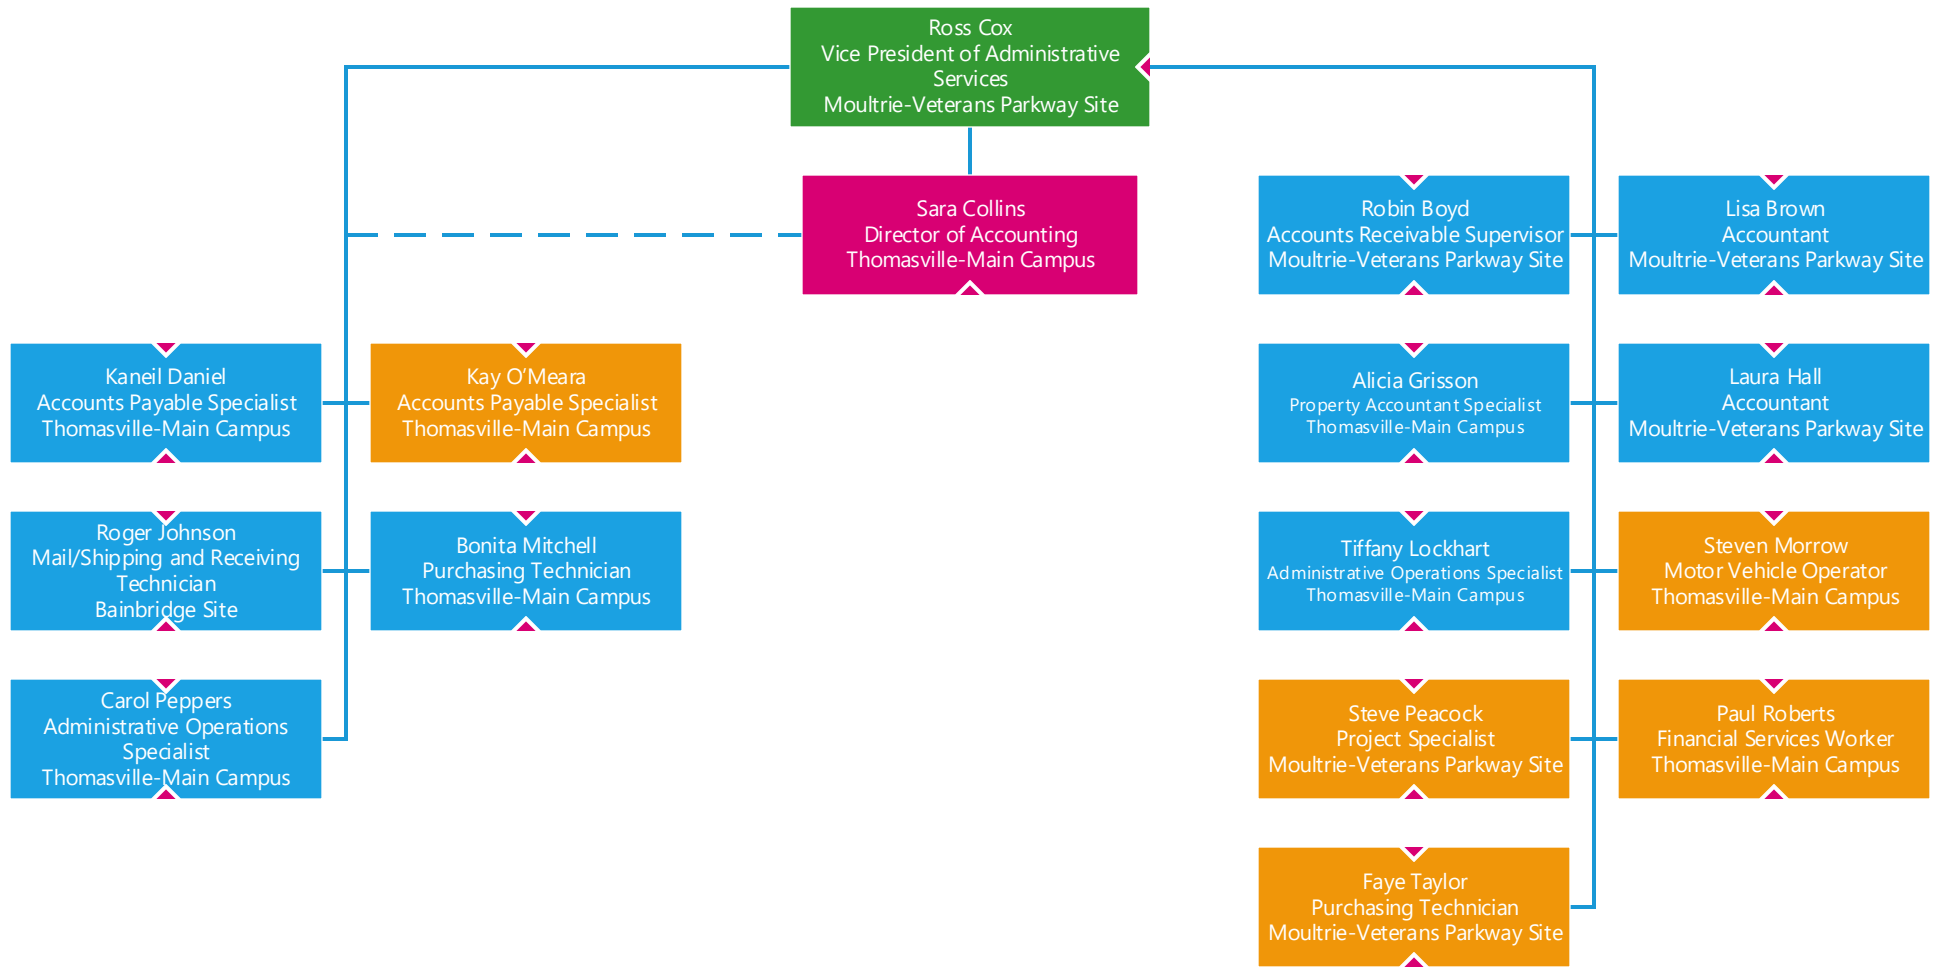 Ross Cox
Vice President of Administrative
Services
Moultrie-Veterans Parkway Site
Sara Collins
Director of Accounting
Thomasville-Main Campus
Robin Boyd
Accounts Receivable Supervisor
Moultrie-Veterans Parkway Site
Lisa Brown
Accountant
Moultrie-Veterans Parkway Site
Kaneil Daniel
Accounts Payable Specialist
Thomasville-Main Campus
Kay O’Meara
Accounts Payable Specialist
Thomasville-Main Campus
Alicia Grisson
Property Accountant Specialist
Thomasville-Main Campus
Laura Hall
Accountant
Moultrie-Veterans Parkway Site
Roger Johnson
Mail/Shipping and Receiving
Technician
Bainbridge Site
Bonita Mitchell
Purchasing Technician
Thomasville-Main Campus
Tiffany Lockhart
Administrative Operations Specialist
Thomasville-Main Campus
Steven Morrow
Motor Vehicle Operator
Thomasville-Main Campus
Carol Peppers
Administrative Operations
Specialist
Thomasville-Main Campus
Steve Peacock
Project Specialist
Moultrie-Veterans Parkway Site
Paul Roberts
Financial Services Worker
Thomasville-Main Campus
Faye Taylor
Purchasing Technician
Moultrie-Veterans Parkway Site